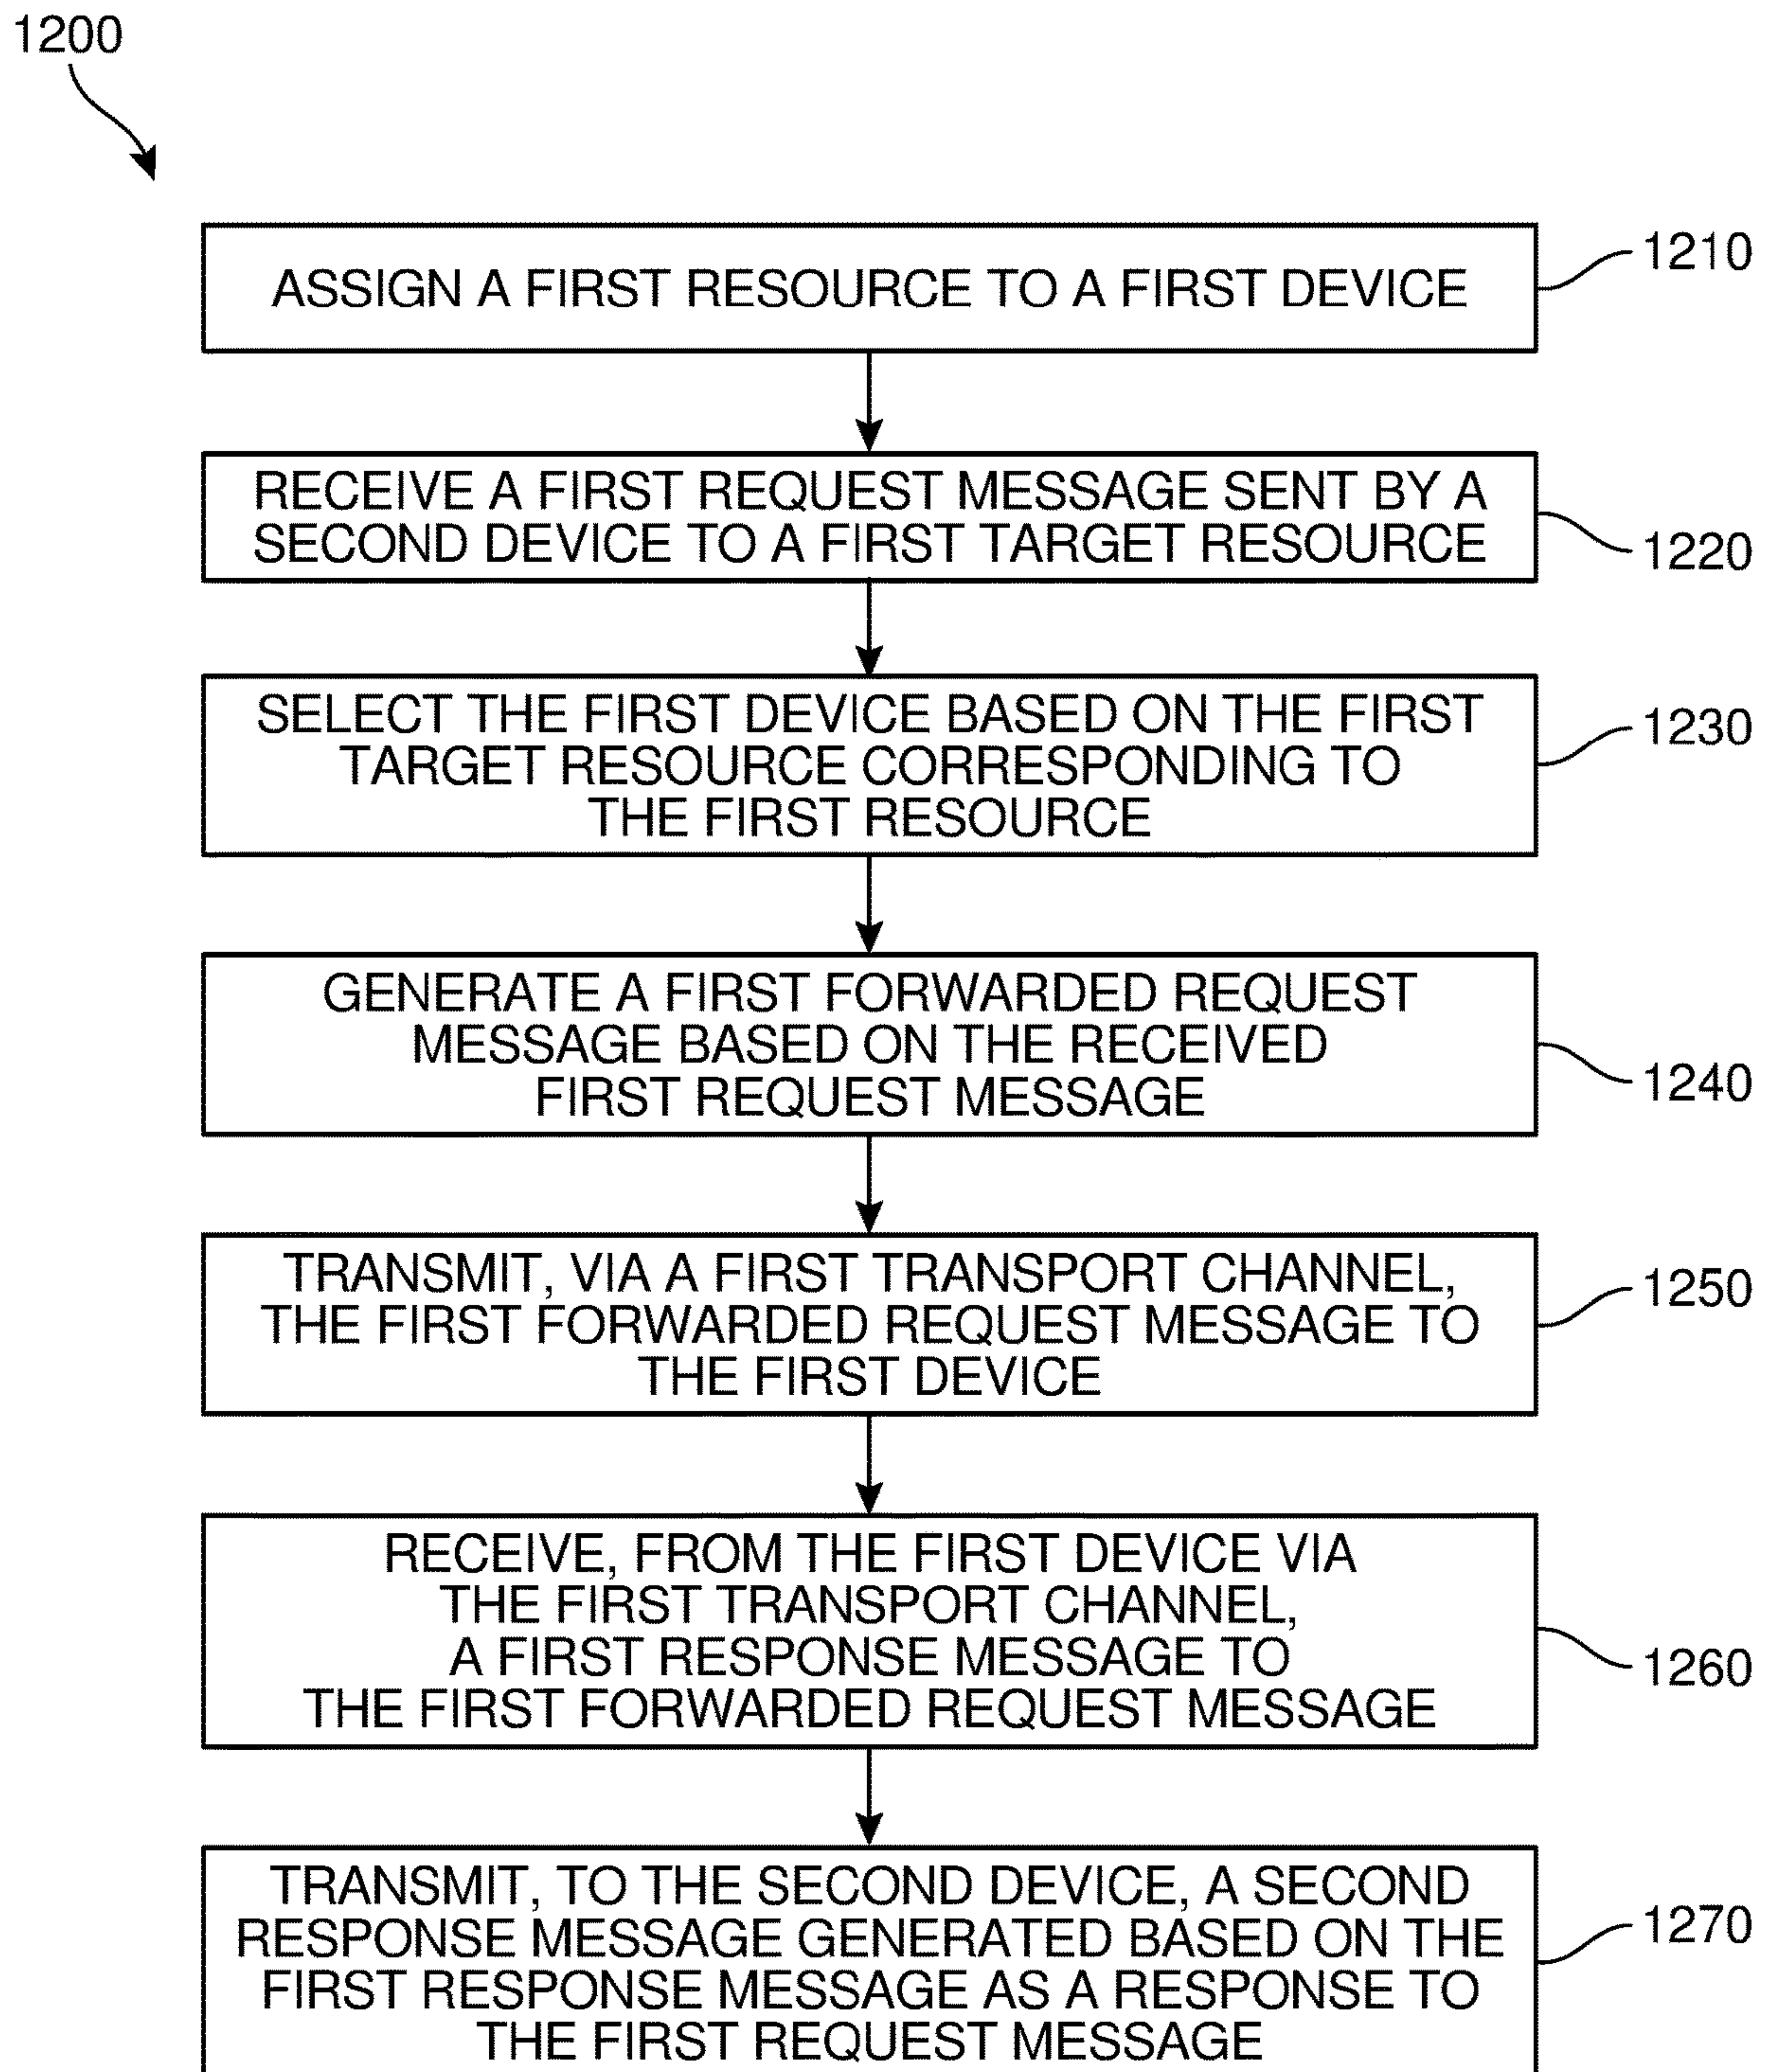 1200
ASSIGN A FIRST RESOURCE TO A FIRST DEVICE
1210
RECEIVE A FIRST REQUEST MESSAGE SENT BY A
SECOND DEVICE TO A FIRST TARGET RESOURCE
1220
SELECT THE FIRST DEVICE BASED ON THE FIRST
TARGET RESOURCE CORRESPONDING TO
THE FIRST RESOURCE
1230
GENERATE A FIRST FORWARDED REQUEST
MESSAGE BASED ON THE RECEIVED
FIRST REQUEST MESSAGE
1240
TRANSMIT, VIA A FIRST TRANSPORT CHANNEL,
THE FIRST FORWARDED REQUEST MESSAGE TO
THE FIRST DEVICE
1250
RECEIVE, FROM THE FIRST DEVICE VIA
THE FIRST TRANSPORT CHANNEL,
A FIRST RESPONSE MESSAGE TO
THE FIRST FORWARDED REQUEST MESSAGE
1260
TRANSMIT, TO THE SECOND DEVICE, A SECOND
RESPONSE MESSAGE GENERATED BASED ON THE
FIRST RESPONSE MESSAGE AS A RESPONSE TO
THE FIRST REQUEST MESSAGE
1270